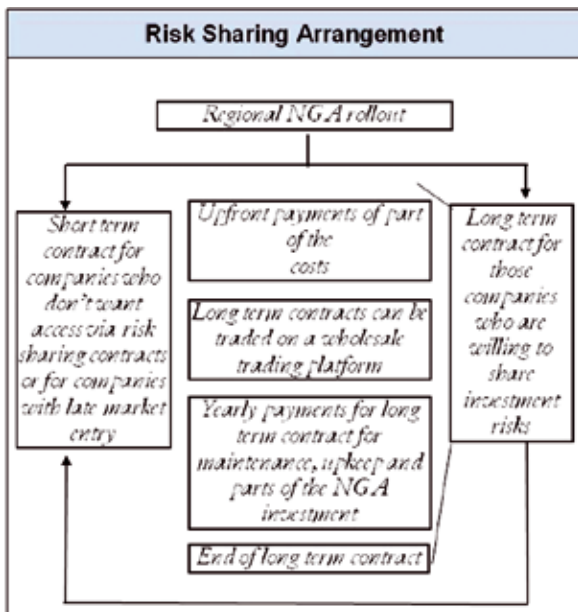 Risk Sharing Arrangement
Regional NGA rollout
Short term
contract for
companies who
don't want
access via risk
sharing contracts
or for companies
with late market
entry
Upfront payments of part
of the
costs
Long term contracts can be
traded on a wholesale
trading platform
Yearly payments for long
term contract for
maintenance, upkeep and
parts of the NGA
investment
End of long term contract
Long term
contract for
those
companies
who are
willing to
share
investment
risks